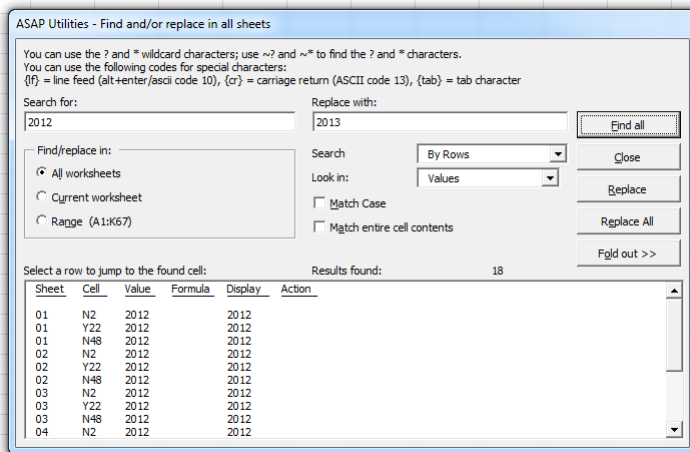 ASAP Utilities - Find and/or replace in all sheets
You can use the ? and * wildcard characters; use ~? and ~* to find the ? and * characters.
You can use the following codes for special characters:
{lf} = line feed (alt+enter/ascii code 10), {cr} = carriage return (ASCII code 13), {tab} = tab character
Search for: Replace with:
2012 2013 Find all
Find/replace in: Search By Rows Close
All worksheets Look in: Values
Current worksheet Match Case Replace
Range (A1:K67) Match entire cell contents Replace All
Fold out >>
Select a row to jump to the found cell: Results found: 18
Sheet Cell Value Formula Display Action
01 N2 2012 2012
01 Y22 2012 2012
01 N48 2012 2012
02 N2 2012 2012
02 Y22 2012 2012
02 N48 2012 2012
03 N2 2012 2012
03 Y22 2012 2012
03 N48 2012 2012
04 N2 2012 2012